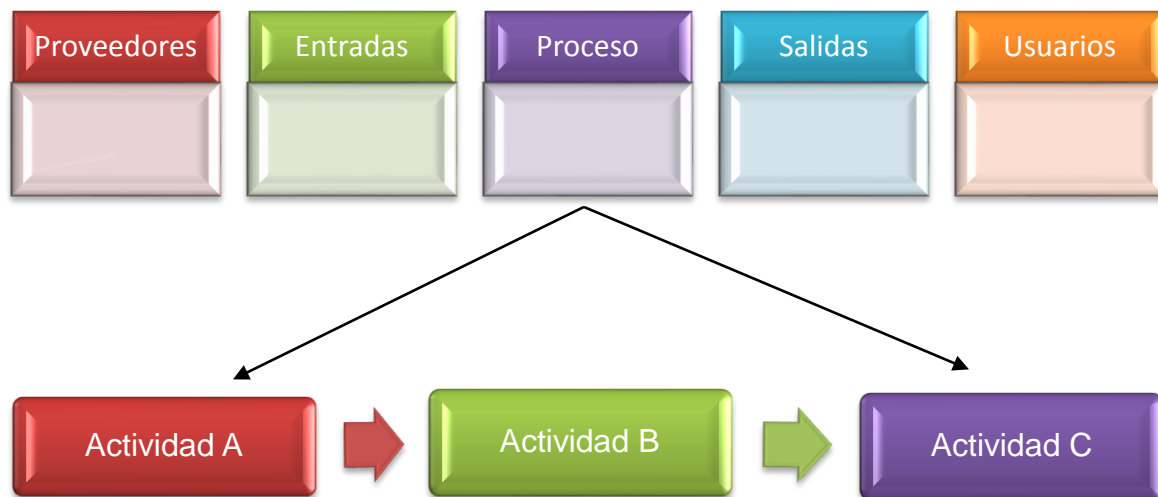 Proveedores
Entradas
Proceso
Salidas
Usuarios
Actividad A
Actividad B
Actividad C